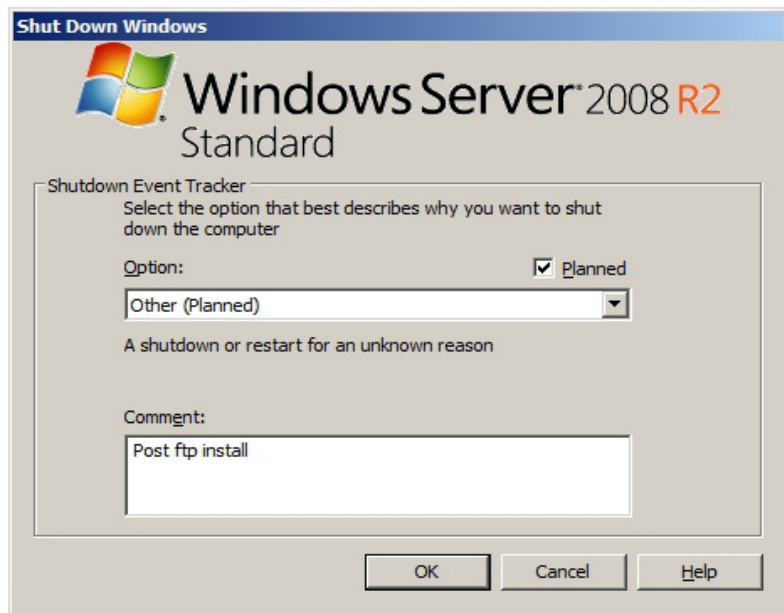 Shut Down Windows
Windows Server 2008 R2
Standard
Shutdown Event Tracker
Select the option that best describes why you want to shut
down the computer
Option: Planned
Other (Planned)
A shutdown or restart for an unknown reason
Comment:
Post ftp install
OK Cancel Help